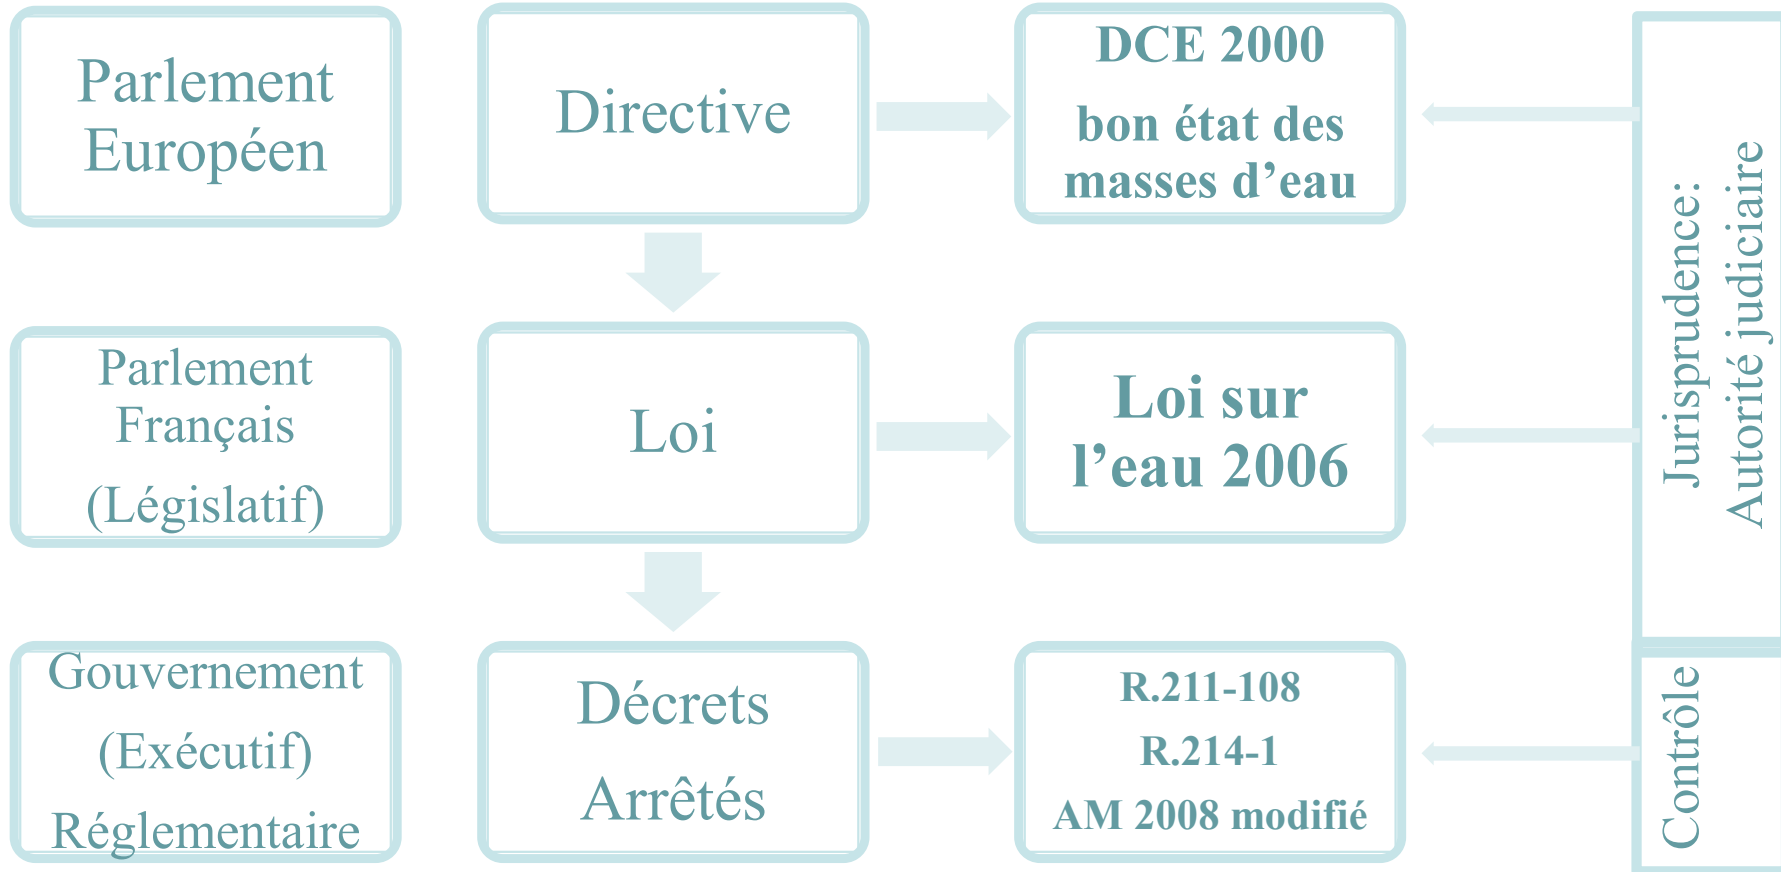 Parlement
Européen
Directive
DCE 2000
bon état des
masses d’eau
Parlement
Français
(Législatif)
Loi
Loi sur
l’eau 2006
Gouvernement
(Exécutif)
Réglementaire
Décrets
Arrêtés
R.211-108
R.214-1
AM 2008 modifié
Jurisprudence:
Autorité judiciaire
Contrôle